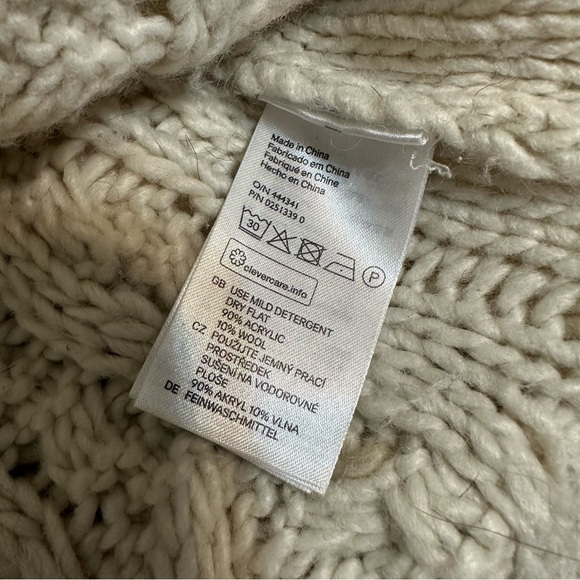 Made in China
Fabricado em China
Fabriqué en Chine
Hecho en China
O/N 444341
P/N 0251339 0
30 P
clevercare.info
GB USE MILD DETERGENT
DRY FLAT
90% ACRYLIC
10% WOOL
CZ POUŽIJTE JEMNÝ PRACÍ
PROSTŘEDEK
SUŠENÍ NA VODOROVNÉ
PLOŠE
90% AKRYL 10% VLNA
DE FEINWASCHMITTEL